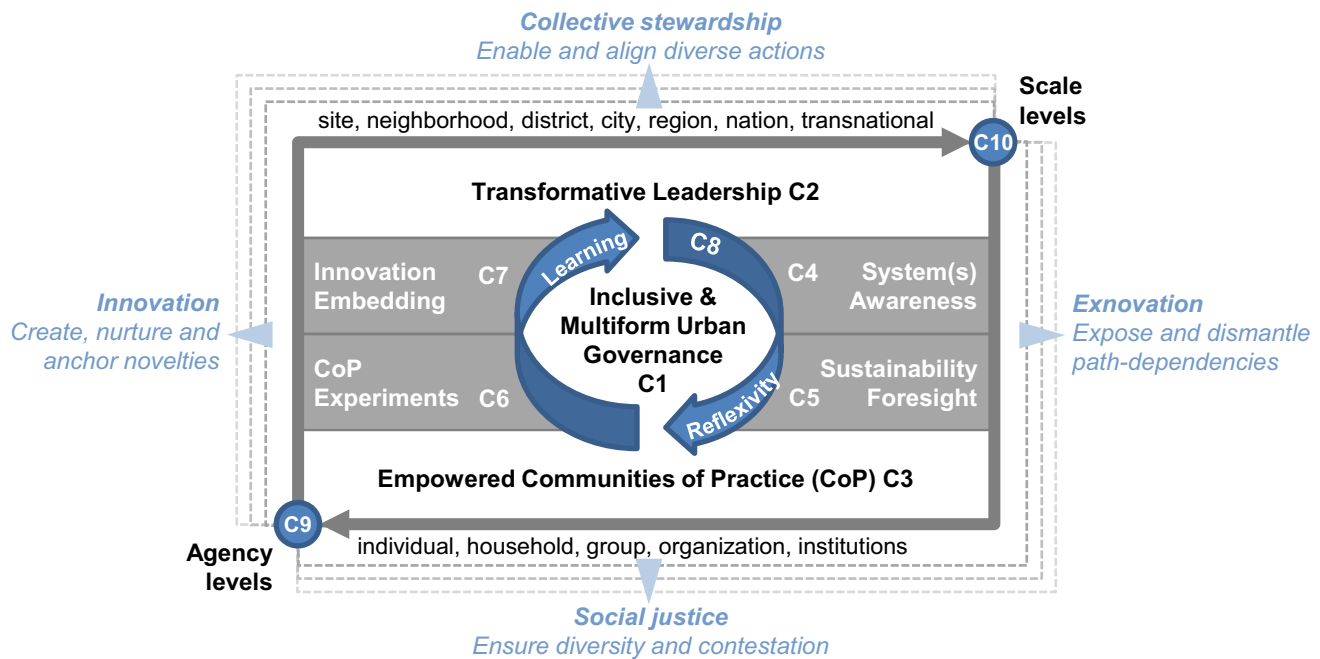 Collective stewardship
Enable and align diverse actions
Scale
levels
site, neighborhood, district, city, region, nation, transnational
C10
Transformative Leadership C2
Learning
C8
Innovation
Embedding
C7
C4
System(s)
Awareness
Inclusive &
Multiform Urban
Governance
C1
Innovation
Create, nurture and
anchor novelties
Exnovation
Expose and dismantle
path-dependencies
CoP
Experiments
C6
C5
Sustainability
Foresight
Reflexivity
Empowered Communities of Practice (CoP) C3
C9
Agency
levels
individual, household, group, organization, institutions
Social justice
Ensure diversity and contestation